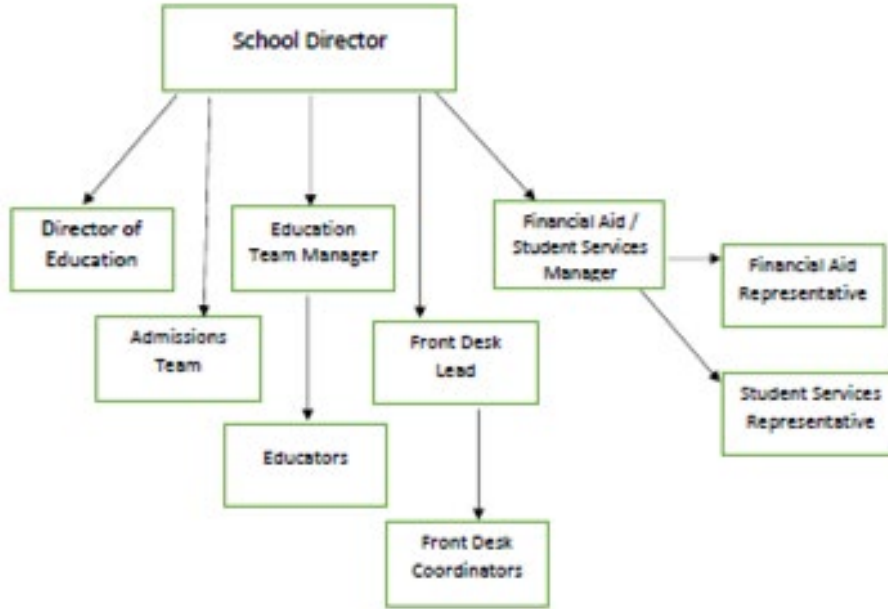 School Director
Director of
Education
Education
Team Manager
Financial Aid /
Student Services
Manager
Financial Aid
Representative
Admissions
Team
Front Desk
Lead
Student Services
Representative
Educators
Front Desk
Coordinators